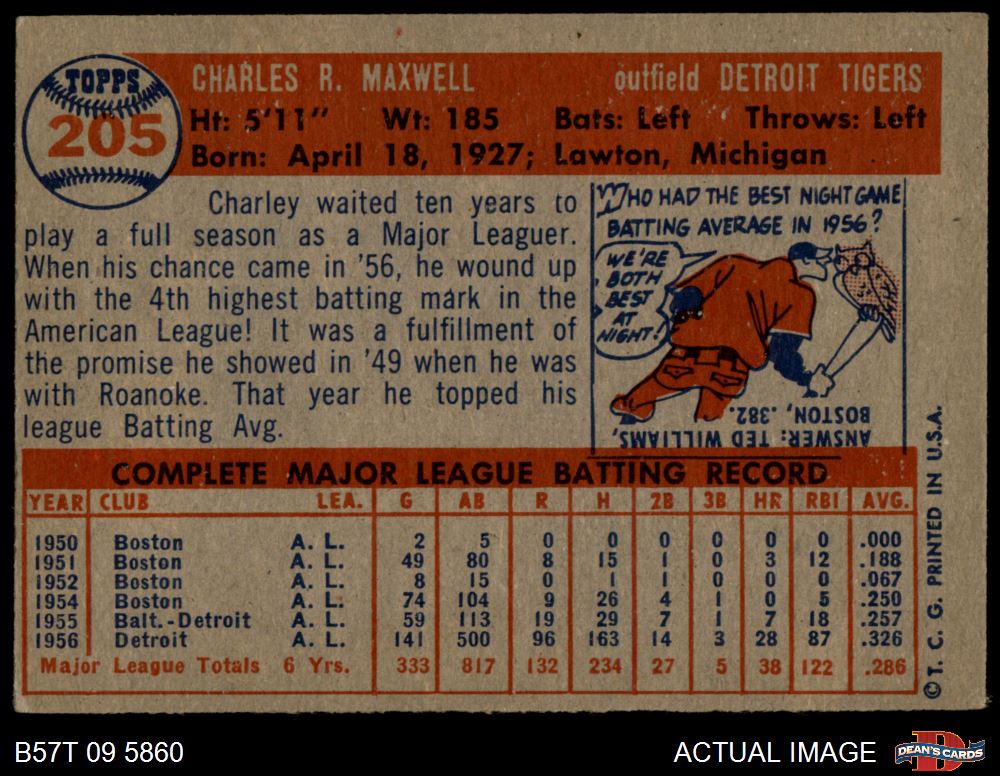 TOPPS
205
CHARLES R. MAXWELL outfield DETROIT TIGERS
Ht: 5'11" Wt: 185 Bats: Left Throws: Left
Born: April 18, 1927; Lawton, Michigan
Charley waited ten years to
play a full season as a Major Leaguer.
When his chance came in '56, he wound up
with the 4th highest batting mark in the
American League! It was a fulfillment of
the promise he showed in '49 when he was
with Roanoke. That year he topped his
league Batting Avg.
WHO HAD THE BEST NIGHT GAME
BATTING AVERAGE IN 1956?
WE'RE
BOTH
BEST
AT
NIGHT!
ANSWER: TED WILLIAMS,
BOSTON, .382.
COMPLETE MAJOR LEAGUE BATTING RECORD
YEAR CLUB LEA. G AB R H 2B 3B HR RBI AVG.
1950 Boston A. L. 2 5 0 0 0 0 0 0 .000
1951 Boston A. L. 49 80 8 15 1 0 3 12 .188
1952 Boston A. L. 8 15 0 1 1 0 0 0 .067
1954 Boston A. L. 74 104 9 26 4 1 0 5 .250
1955 Balt.-Detroit A. L. 59 113 19 29 7 1 7 18 .257
1956 Detroit A. L. 141 500 96 163 14 3 28 87 .326
Major League Totals 6 Yrs. 333 817 132 234 27 5 38 122 .286
© T. C. G. PRINTED IN U.S.A.
B57T 09 5860 ACTUAL IMAGE
D
DEAN'S CARDS